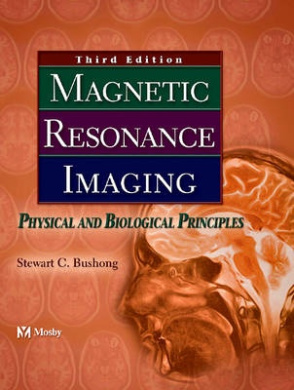 Third Edition
MAGNETIC
RESONANCE
IMAGING
PHYSICAL AND BIOLOGICAL PRINCIPLES
Stewart C. Bushong
M Mosby